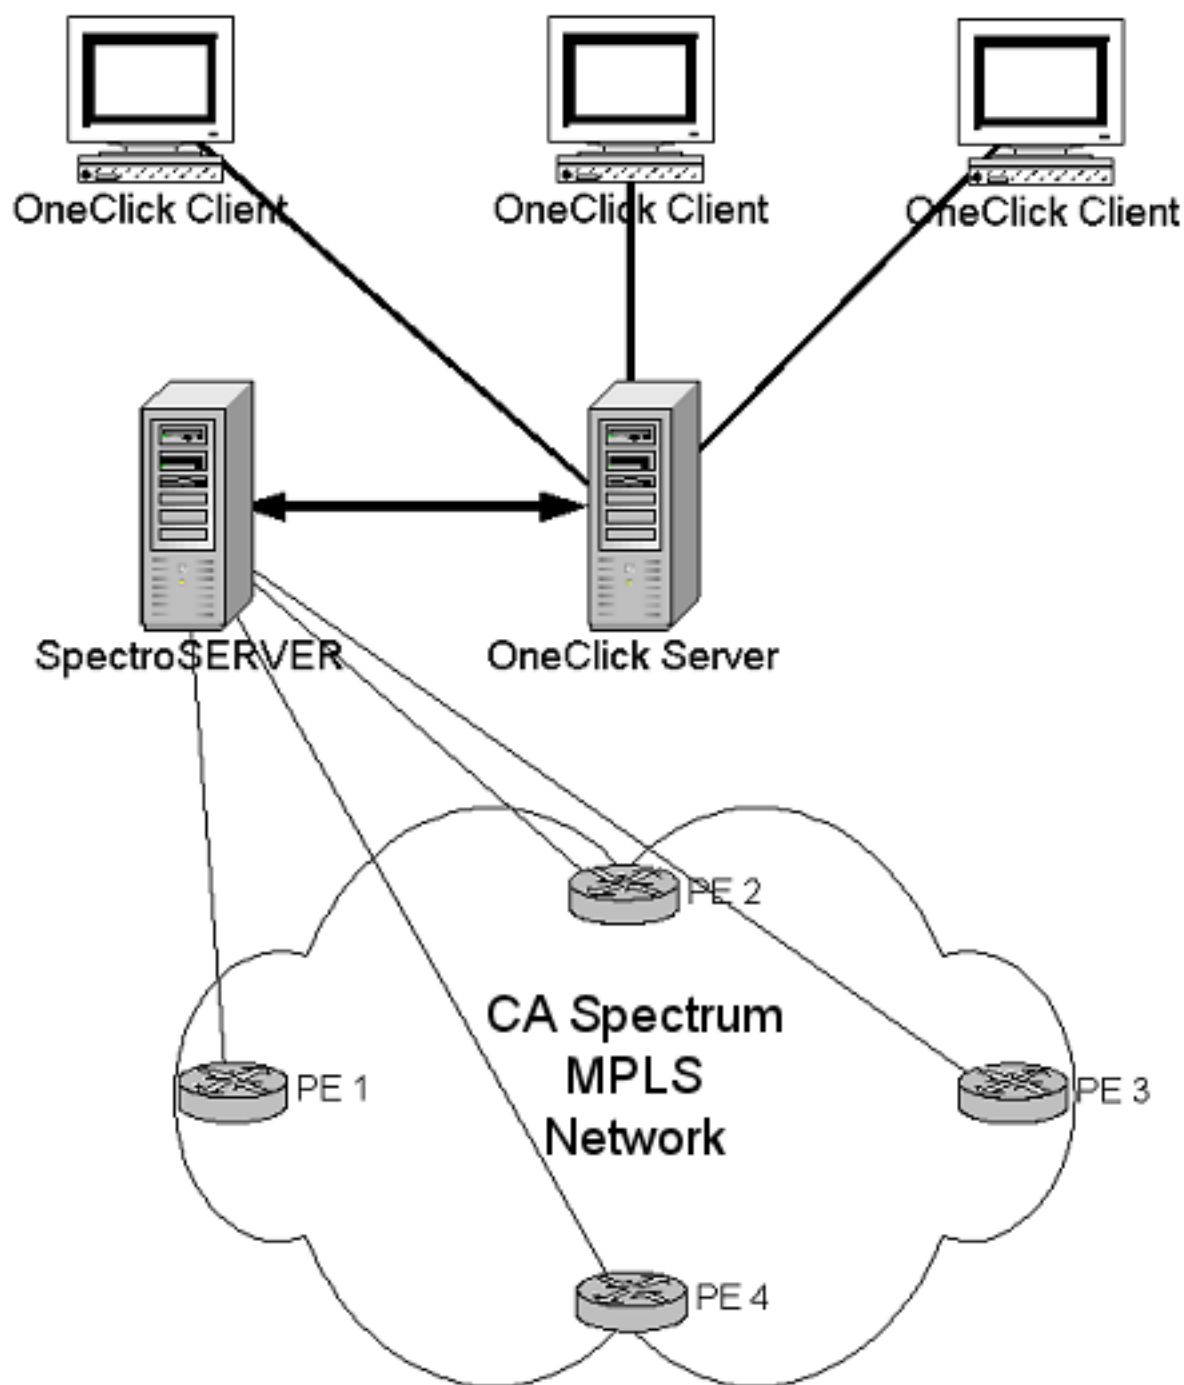 OneClick Client
OneClick Client
OneClick Client
SpectroSERVER
OneClick Server
PE 2
CA Spectrum
MPLS
Network
PE 1
PE 3
PE 4